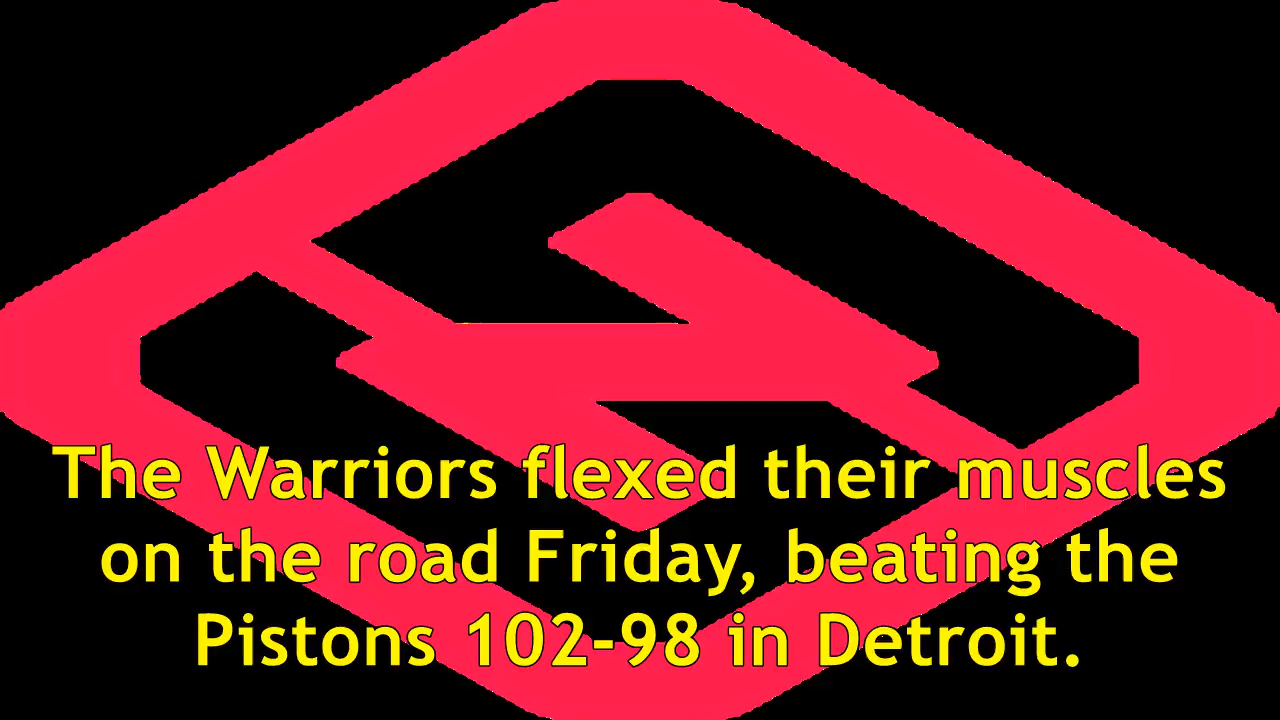 The Warriors flexed their muscles
on the road Friday, beating the
Pistons 102-98 in Detroit.